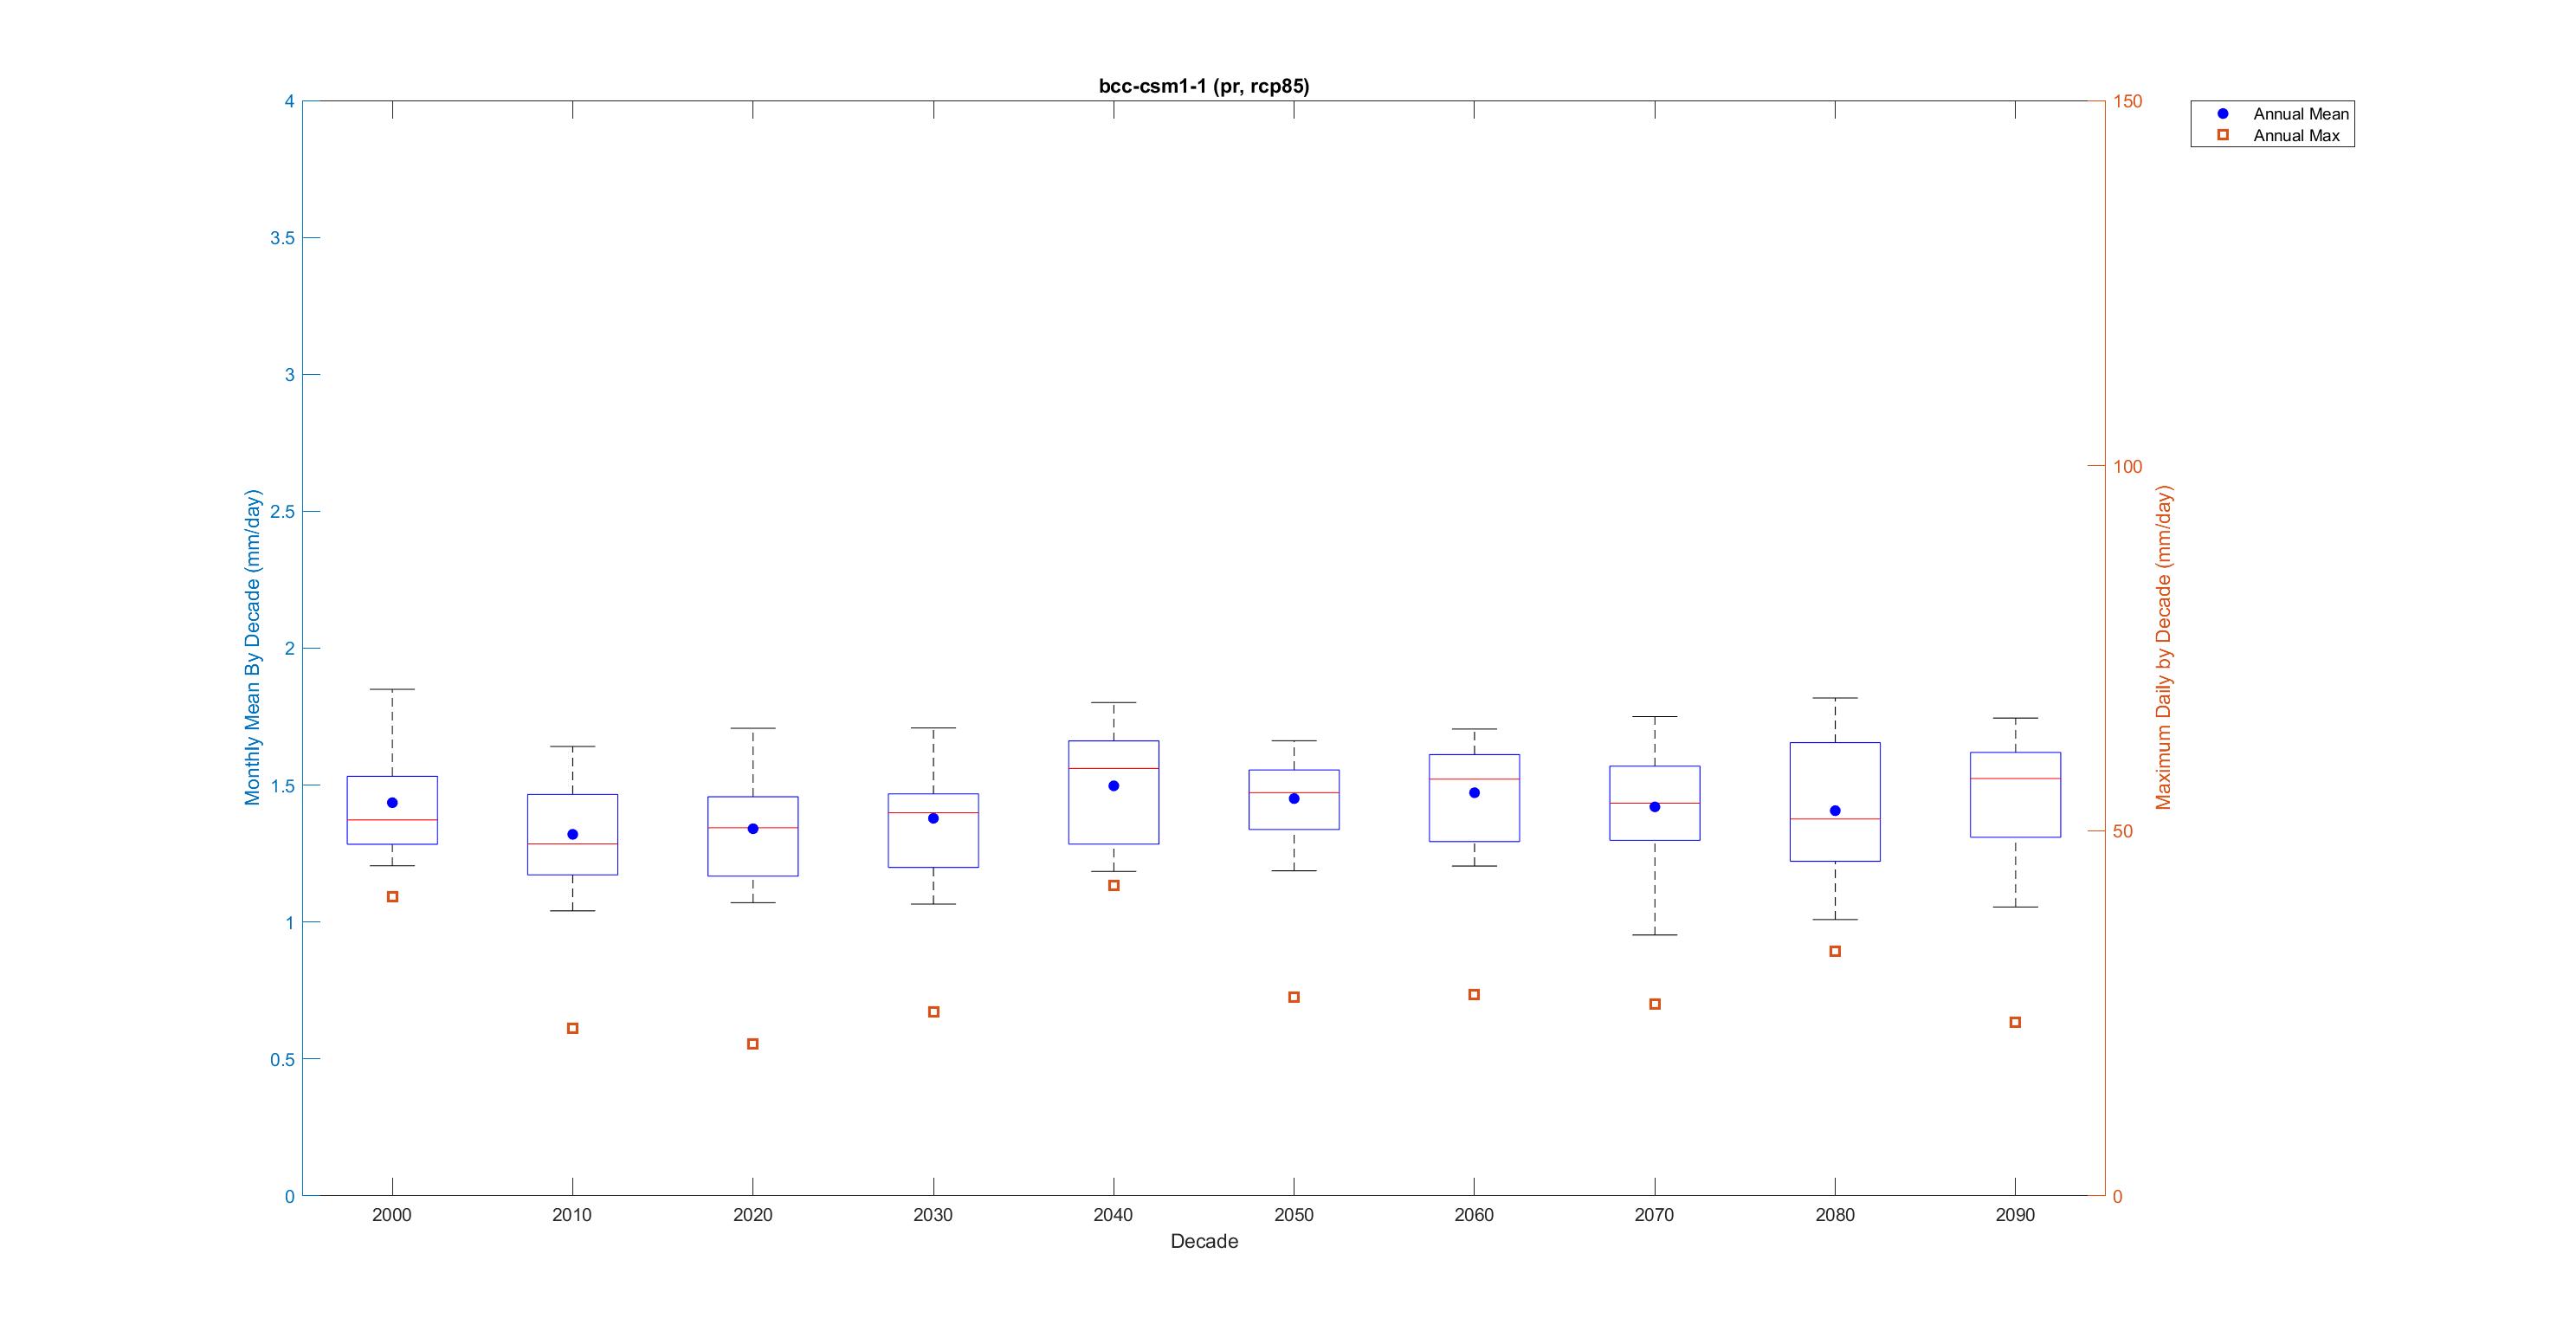 bcc-csm1-1 (pr, rcp85)
Annual Mean
Annual Max
4
3.5
3
2.5
2
1.5
1
0.5
0
Monthly Mean By Decade (mm/day)
150
100
50
0
Maximum Daily by Decade (mm/day)
2000 2010 2020 2030 2040 2050 2060 2070 2080 2090
Decade